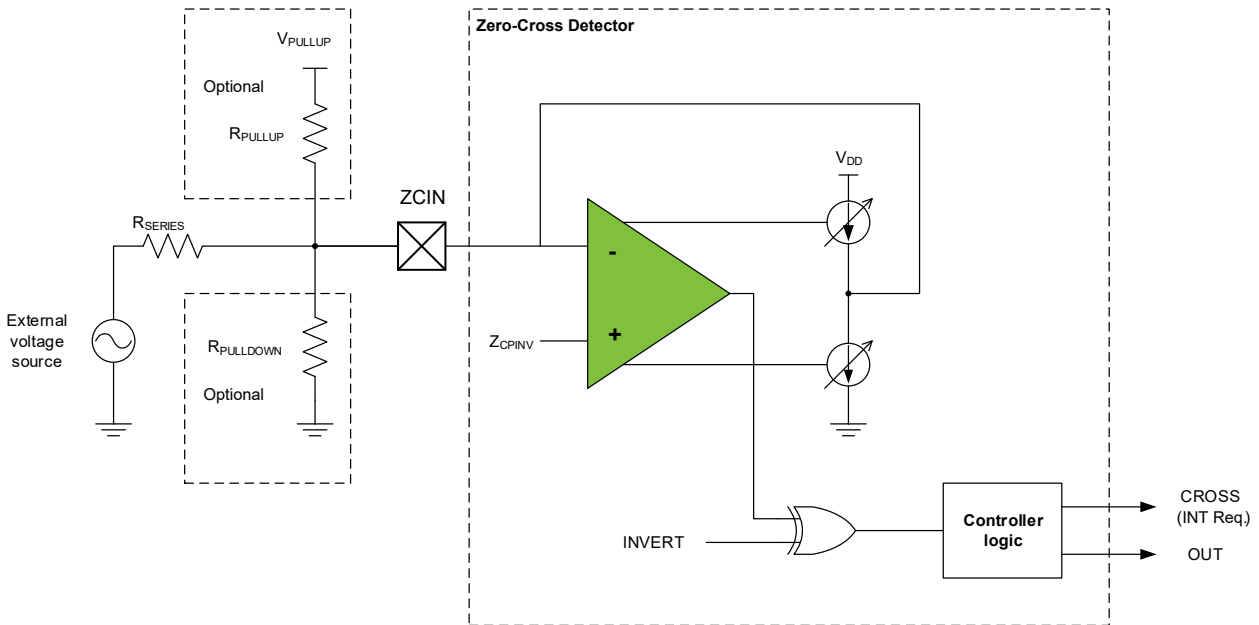 Zero-Cross Detector
VPULLUP
Optional
RPULLUP
VDD
ZCIN
RSERIES
-
External
voltage
source
+
ZCPINV
RPULLDOWN
Optional
CROSS
(INT Req.)
Controller
logic
INVERT
OUT